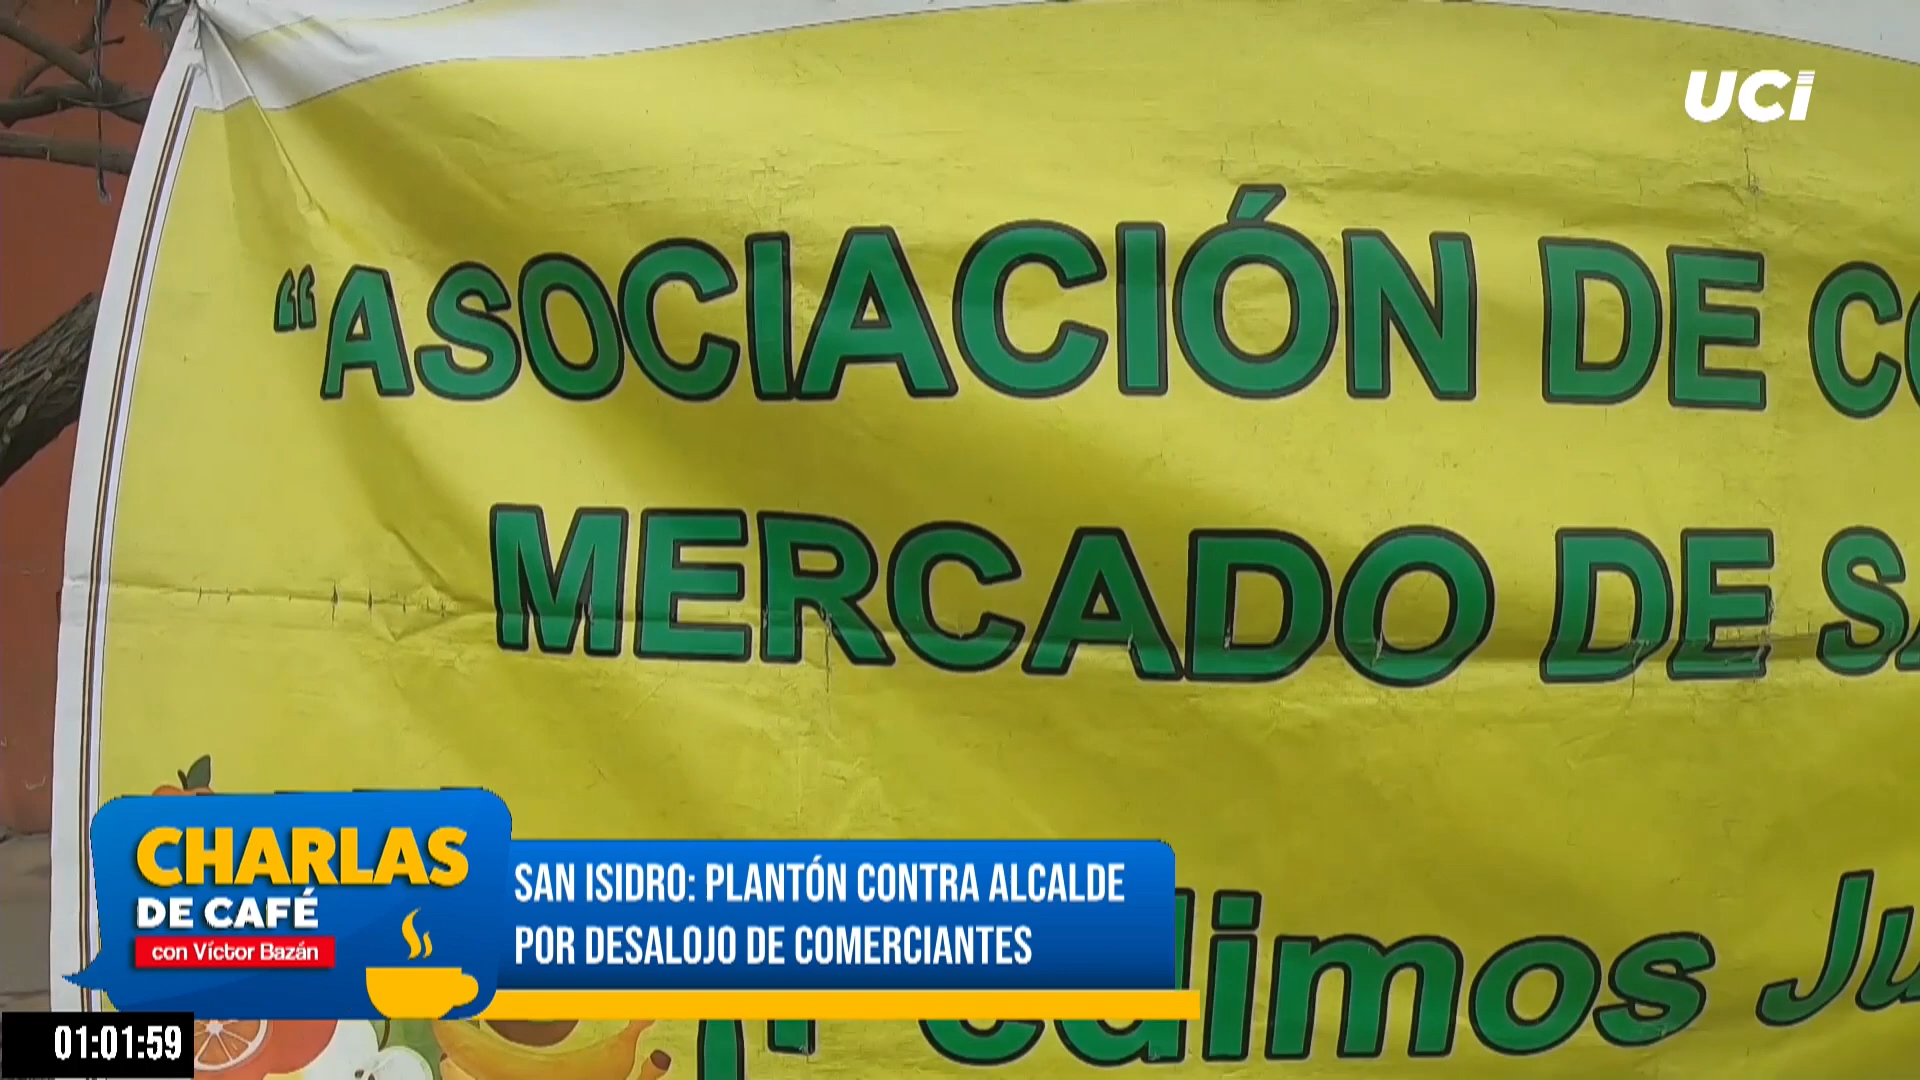 UCI
“ASOCIACIÓN DE
MERCADO DE
CHARLAS
DE CAFÉ
con Víctor Bazán
SAN ISIDRO: PLANTÓN CONTRA ALCALDE
POR DESALOJO DE COMERCIANTES
01:01:59